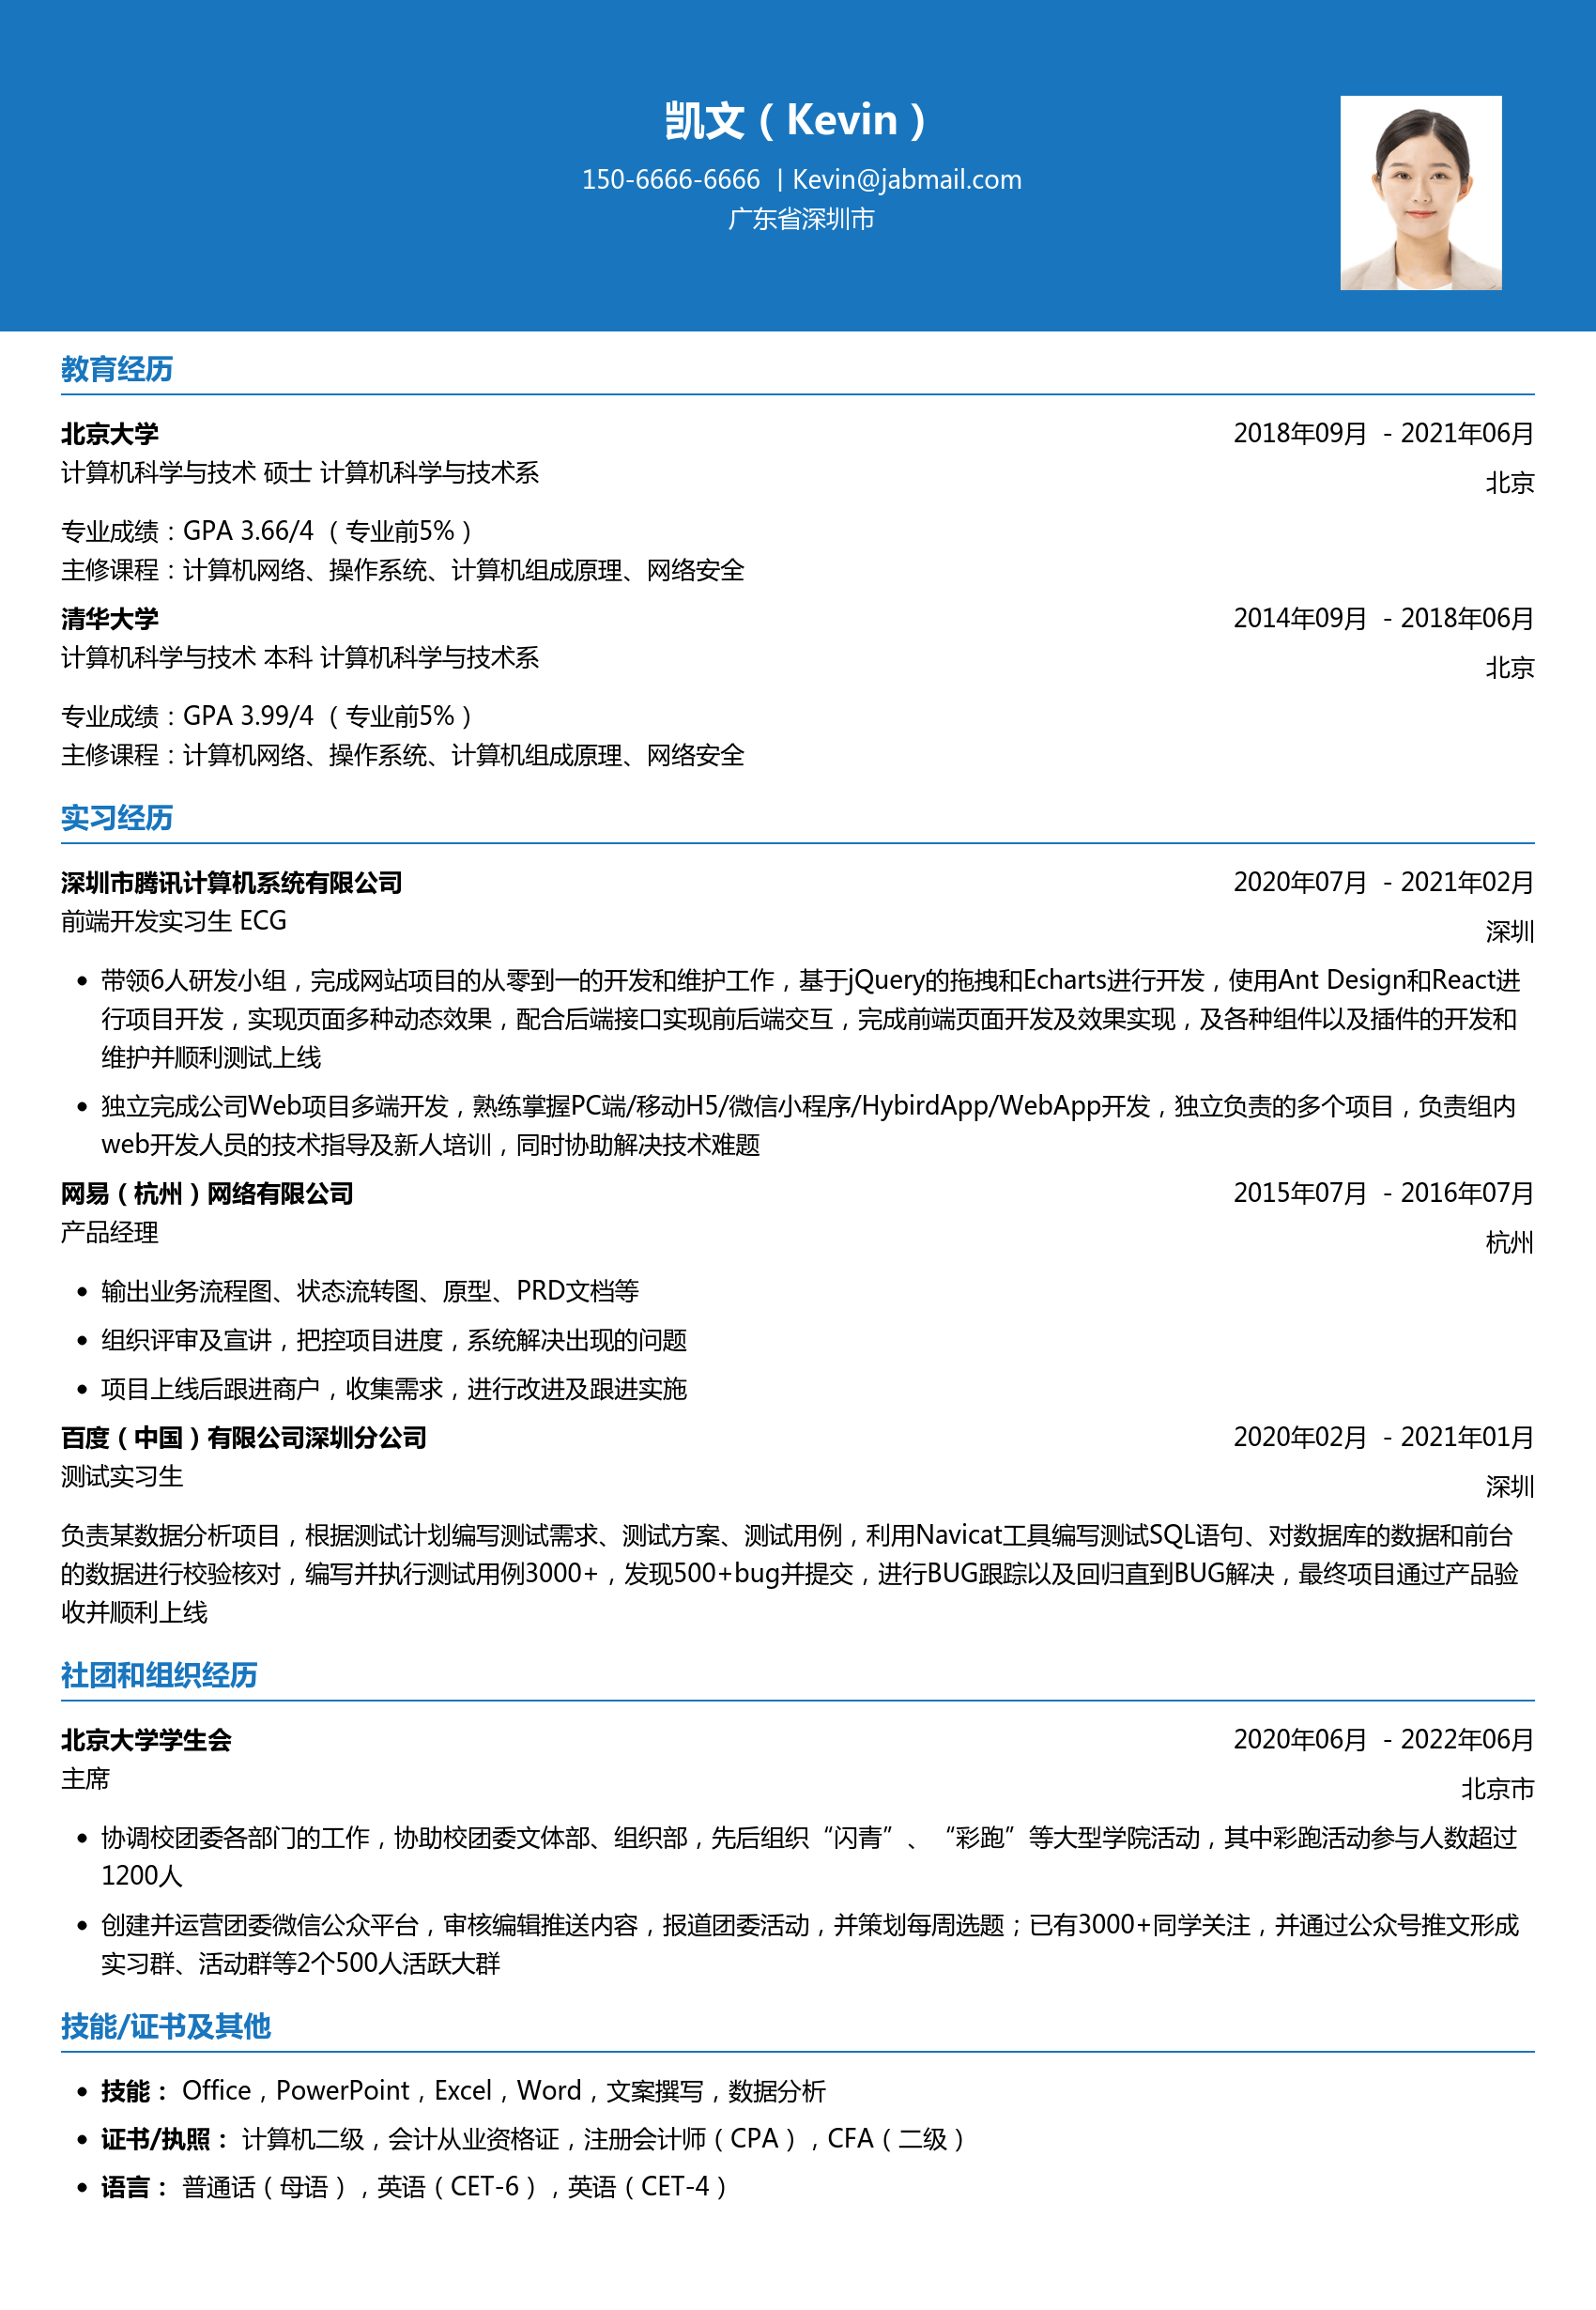 凯文（Kevin）
150-6666-6666 | Kevin@jabmail.com
广东省深圳市
教育经历
北京大学 2018年09月 - 2021年06月
计算机科学与技术 硕士 计算机科学与技术系 北京
专业成绩：GPA 3.66/4 （专业前5%）
主修课程：计算机网络、操作系统、计算机组成原理、网络安全
清华大学 2014年09月 - 2018年06月
计算机科学与技术 本科 计算机科学与技术系 北京
专业成绩：GPA 3.99/4 （专业前5%）
主修课程：计算机网络、操作系统、计算机组成原理、网络安全
实习经历
深圳市腾讯计算机系统有限公司 2020年07月 - 2021年02月
前端开发实习生 ECG 深圳
• 带领6人研发小组，完成网站项目的从零到一的开发和维护工作，基于jQuery的拖拽和Echarts进行开发，使用Ant Design和React进
行项目开发，实现页面多种动态效果，配合后端接口实现前后端交互，完成前端页面开发及效果实现，及各种组件以及插件的开发和
维护并顺利测试上线
• 独立完成公司Web项目多端开发，熟练掌握PC端/移动H5/微信小程序/HybirdApp/WebApp开发，独立负责的多个项目，负责组内
web开发人员的技术指导及新人培训，同时协助解决技术难题
网易（杭州）网络有限公司 2015年07月 - 2016年07月
产品经理 杭州
• 输出业务流程图、状态流转图、原型、PRD文档等
• 组织评审及宣讲，把控项目进度，系统解决出现的问题
• 项目上线后跟进商户，收集需求，进行改进及跟进实施
百度（中国）有限公司深圳分公司 2020年02月 - 2021年01月
测试实习生 深圳
负责某数据分析项目，根据测试计划编写测试需求、测试方案、测试用例，利用Navicat工具编写测试SQL语句、对数据库的数据和前台
的数据进行校验核对，编写并执行测试用例3000+，发现500+bug并提交，进行BUG跟踪以及回归直到BUG解决，最终项目通过产品验
收并顺利上线
社团和组织经历
北京大学学生会 2020年06月 - 2022年06月
主席 北京市
• 协调校团委各部门的工作，协助校团委文体部、组织部，先后组织“闪青”、“彩跑”等大型学院活动，其中彩跑活动参与人数超过
1200人
• 创建并运营团委微信公众平台，审核编辑推送内容，报道团委活动，并策划每周选题；已有3000+同学关注，并通过公众号推文形成
实习群、活动群等2个500人活跃大群
技能/证书及其他
• 技能： Office，PowerPoint，Excel，Word，文案撰写，数据分析
• 证书/执照： 计算机二级，会计从业资格证，注册会计师（CPA），CFA（二级）
• 语言： 普通话（母语），英语（CET-6），英语（CET-4）